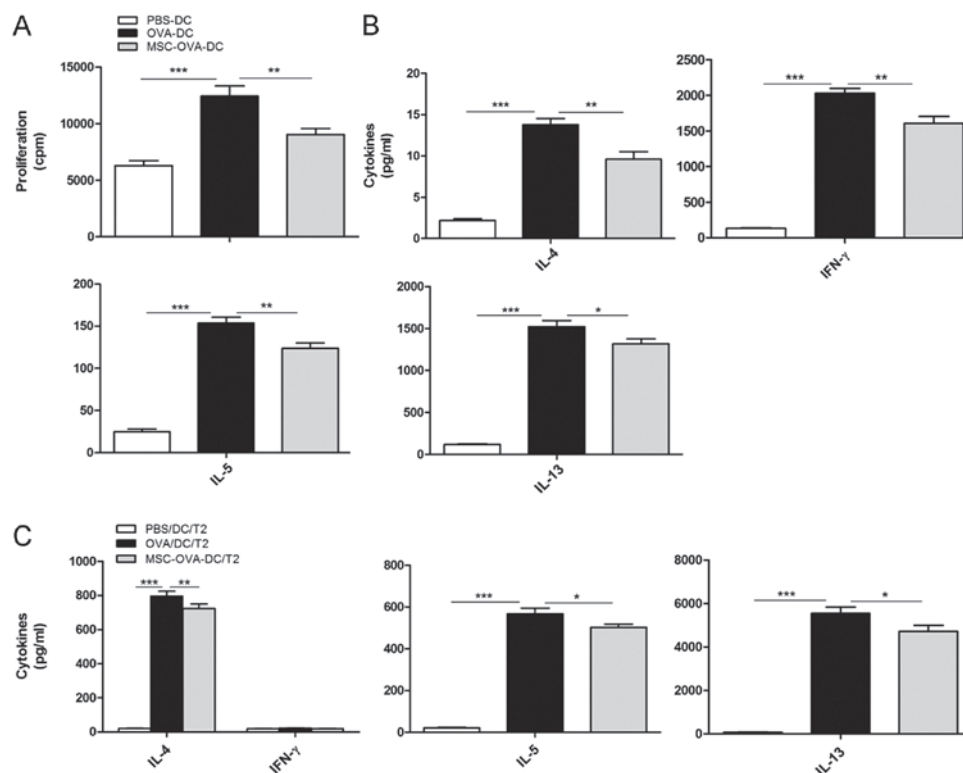 A
PBS-DC
OVA-DC
MSC-OVA-DC
Proliferation
(cpm)
15000
10000
5000
0
***
**
B
Cytokines
(pg/ml)
20
15
10
5
0
***
**
IL-4
2500
2000
1500
1000
500
0
***
**
IFN-γ
200
150
100
50
0
***
**
IL-5
2000
1500
1000
500
0
***
*
IL-13
C
PBS/DC/T2
OVA/DC/T2
MSC-OVA-DC/T2
Cytokines
(pg/ml)
1000
800
600
400
200
0
***
**
IL-4
IFN-γ
800
600
400
200
0
***
*
IL-5
8000
6000
4000
2000
0
***
*
IL-13